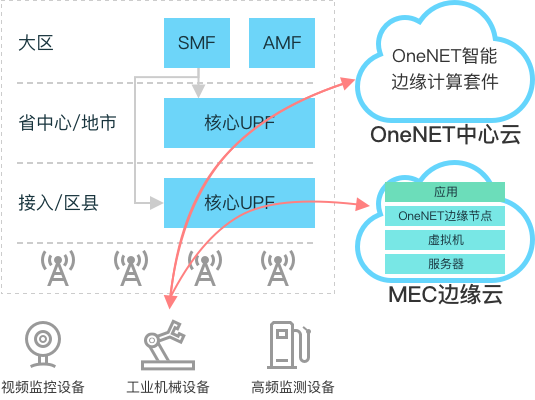 大区
SMF
AMF
OneNET智能
边缘计算套件
OneNET中心云
省中心/地市
核心UPF
接入/区县
核心UPF
应用
OneNET边缘节点
虚拟机
服务器
MEC边缘云
视频监控设备
工业机械设备
高频监测设备